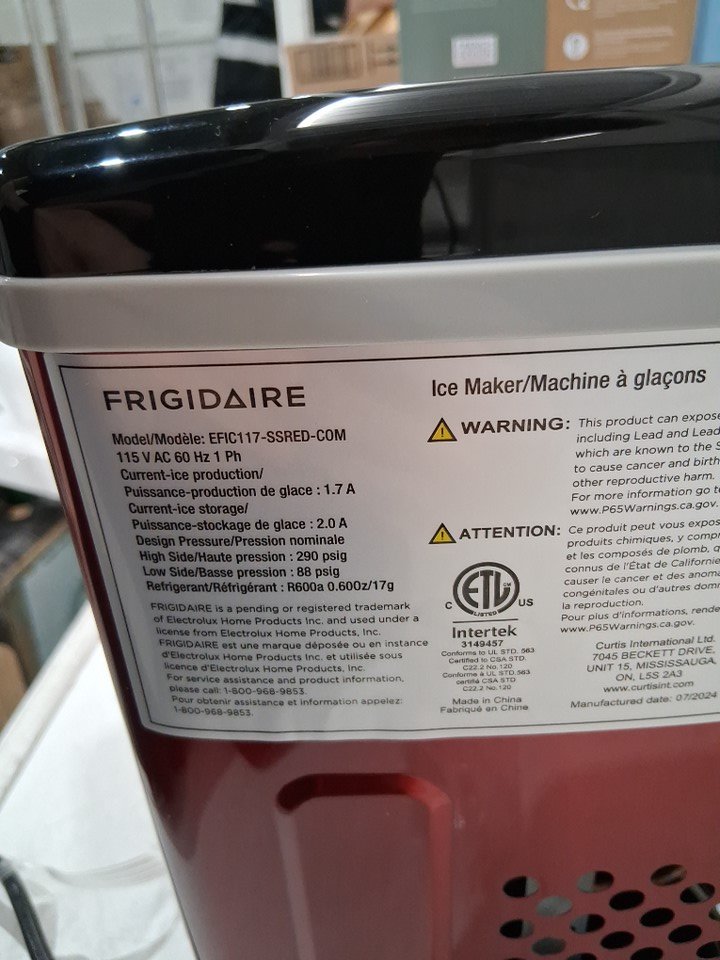 FRIGIDAIRE
Model/Modèle: EFIC117-SSRED-COM
115 V AC 60 Hz 1 Ph
Current-ice production/
Puissance-production de glace : 1.7 A
Current-ice storage/
Puissance-stockage de glace : 2.0 A
Design Pressure/Pression nominale
High Side/Haute pression : 290 psig
Low Side/Basse pression : 88 psig
Refrigerant/Réfrigérant : R600a 0.600z/17g
FRIGIDAIRE is a pending or registered trademark
of Electrolux Home Products Inc. and used under a
license from Electrolux Home Products, Inc.
FRIGIDAIRE est une marque déposée ou en instance
d'Electrolux Home Products Inc. et utilisée sous
licence d'Electrolux Home Products, Inc.
For service assistance and product information,
please call: 1-800-968-9853.
Pour obtenir assistance et information appelez:
1-800-968-9853.
Ice Maker/Machine à glaçons
WARNING: This product can expose
including Lead and Lead
which are known to the S
to cause cancer and birth
other reproductive harm.
For more information go to
www.P65Warnings.ca.gov.
ATTENTION: Ce produit peut vous expos
produits chimiques, y compr
et les composés de plomb, q
connus de l'État de Californie
causer le cancer et des anom
congénitales ou d'autres dom
la reproduction.
Pour plus d'informations, rende
www.P65Warnings.ca.gov.
C ETL US
LISTED
Intertek
3149457
Conforms to UL STD. 563
Certified to CSA STD.
C22.2 No.120
Conforme à UL STD. 563
certifié CSA STD
C22.2 No.120
Made in China
Fabriqué en Chine
Curtis International Ltd.
7045 BECKETT DRIVE,
UNIT 15, MISSISSAUGA,
ON, L5S 2A3
www.curtisint.com
Manufactured date: 07/2024